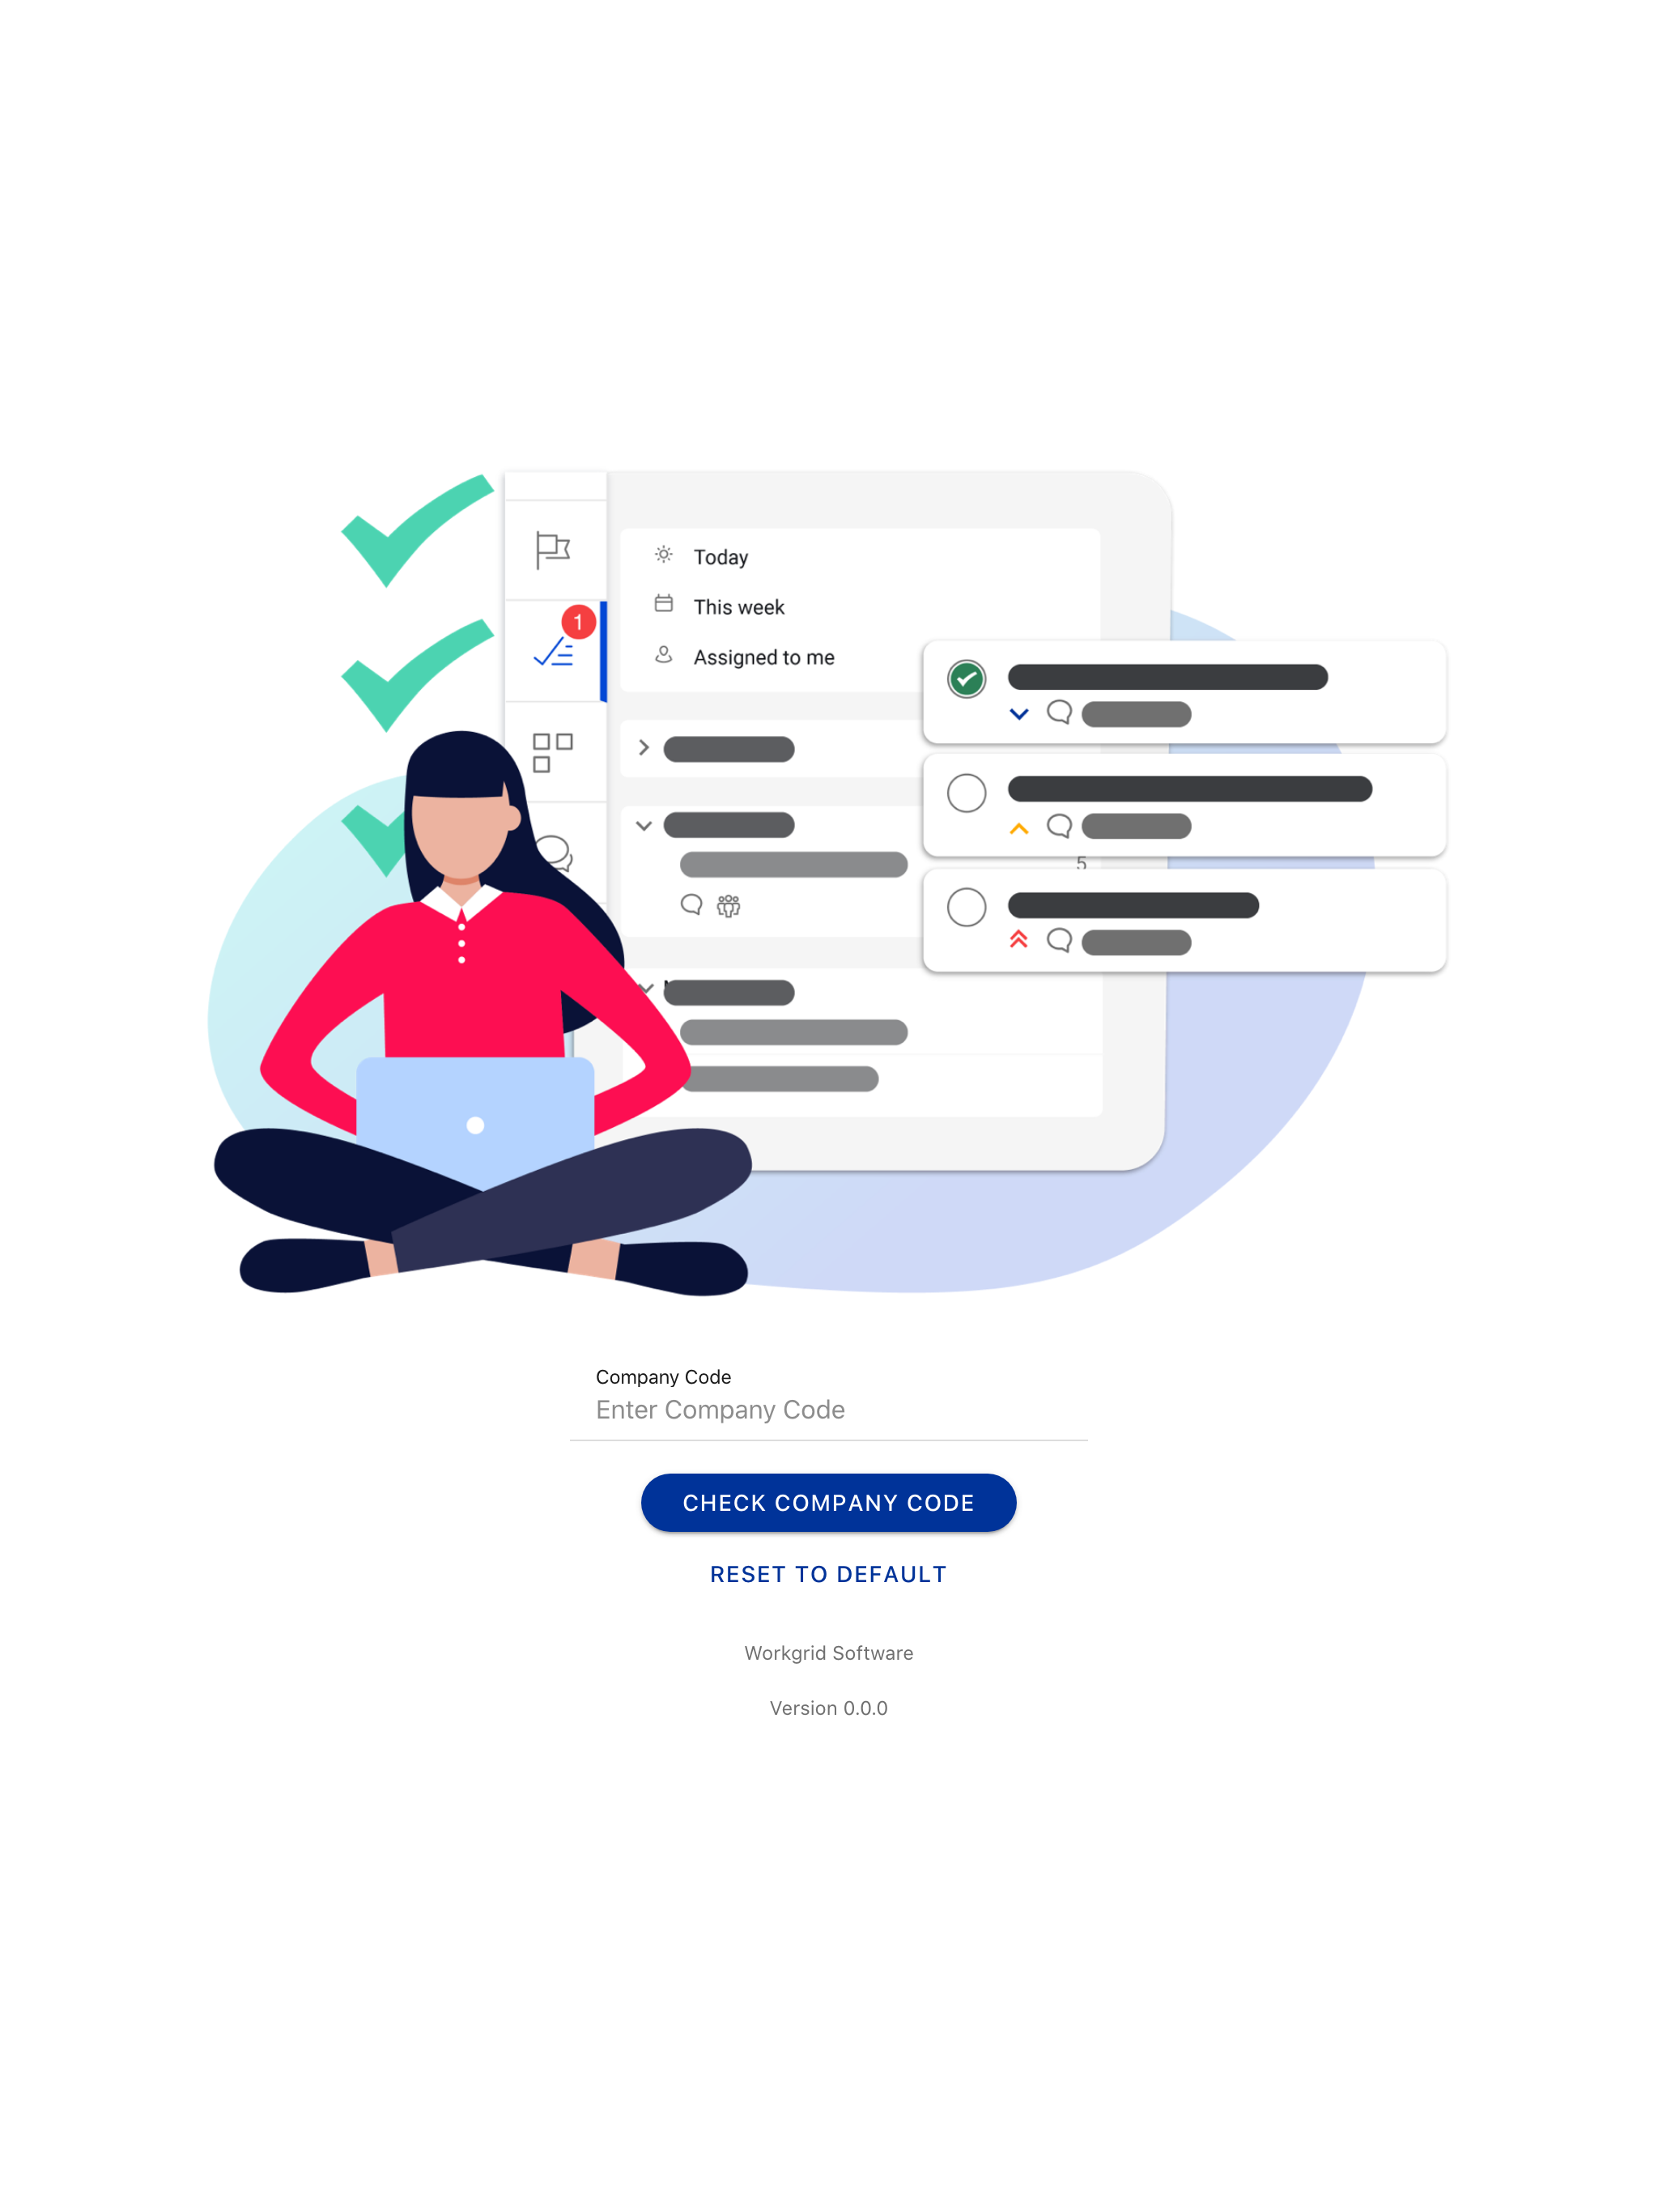 1
Today
This week
Assigned to me
5
Company Code
Enter Company Code
CHECK COMPANY CODE
RESET TO DEFAULT
Workgrid Software
Version 0.0.0